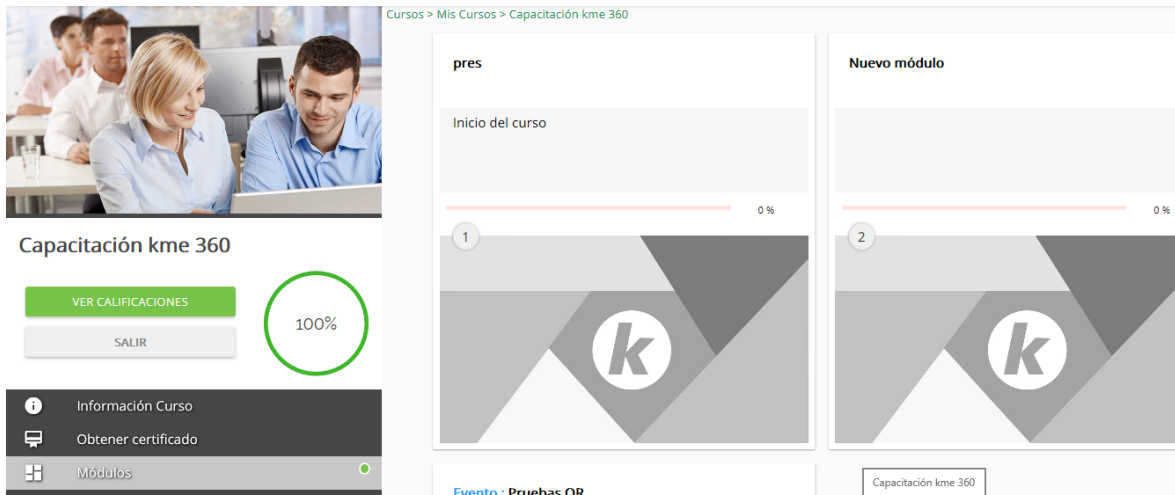 Cursos > Mis Cursos > Capacitación kme 360
Capacitación kme 360
VER CALIFICACIONES
SALIR
100%
Información Curso
Obtener certificado
Módulos
pres
Inicio del curso
0 %
1
k
Nuevo módulo
0 %
2
k
Evento : Pruebas QR
Capacitación kme 360